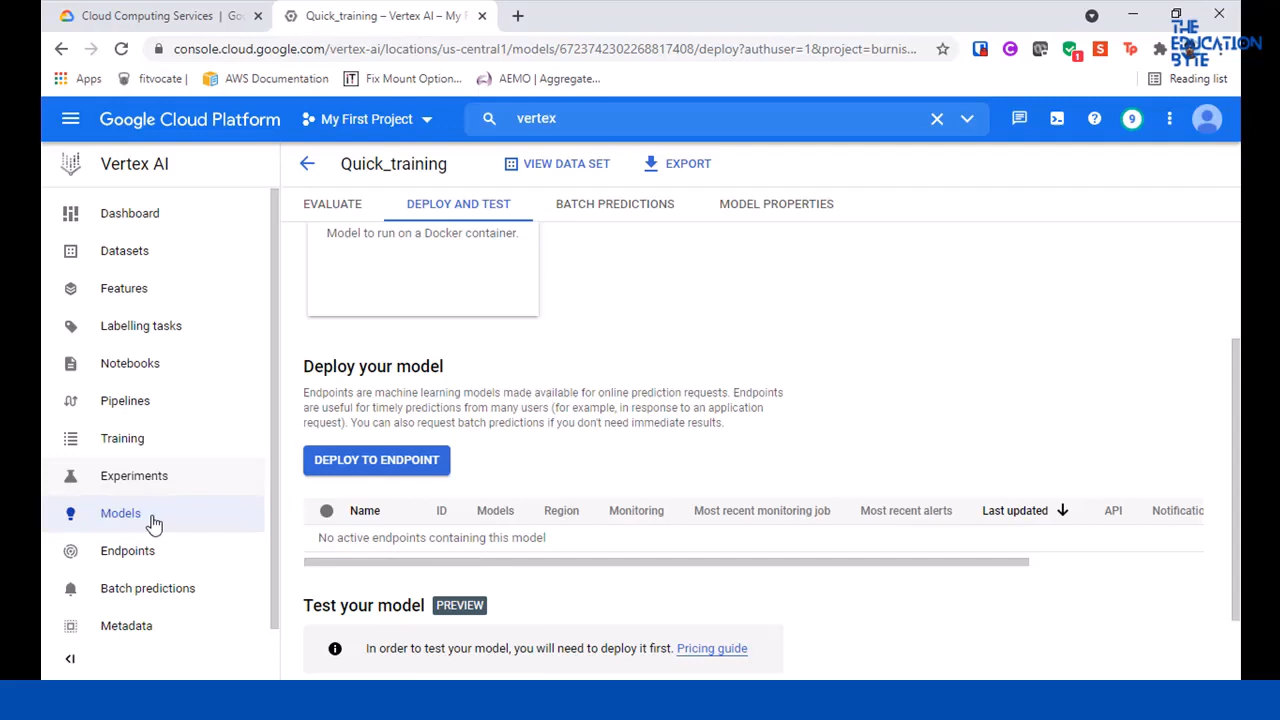 Cloud Computing Services | Go
Quick_training – Vertex AI – My F
THE
EDUCATION
BYTE
console.cloud.google.com/vertex-ai/locations/us-central1/models/6723742302268817408/deploy?authuser=1&project=burnis...
1
S
Tp
Apps
fitvocate |
AWS Documentation
iT
Fix Mount Option...
AEMO | Aggregate...
Reading list
Google Cloud Platform
My First Project
vertex
9
Vertex AI
Quick_training
VIEW DATA SET
EXPORT
Dashboard
Datasets
Features
Labelling tasks
Notebooks
Pipelines
Training
Experiments
Models
Endpoints
Batch predictions
Metadata
EVALUATE
DEPLOY AND TEST
BATCH PREDICTIONS
MODEL PROPERTIES
Model to run on a Docker container.
Deploy your model
Endpoints are machine learning models made available for online prediction requests. Endpoints
are useful for timely predictions from many users (for example, in response to an application
request). You can also request batch predictions if you don't need immediate results.
DEPLOY TO ENDPOINT
Name ID Models Region Monitoring Most recent monitoring job Most recent alerts Last updated API Notificatio
No active endpoints containing this model
Test your model PREVIEW
In order to test your model, you will need to deploy it first. Pricing guide